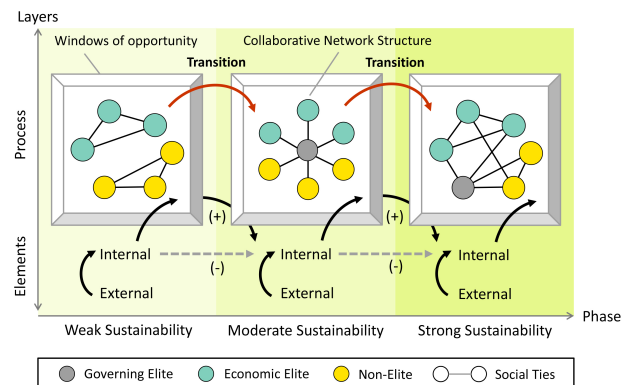 Layers
Windows of opportunity
Collaborative Network Structure
Transition
Transition
Process
(+)
(+)
Elements
Internal
Internal
Internal
(-)
(-)
External
External
External
Phase
Weak Sustainability
Moderate Sustainability
Strong Sustainability
Governing Elite
Economic Elite
Non-Elite
Social Ties